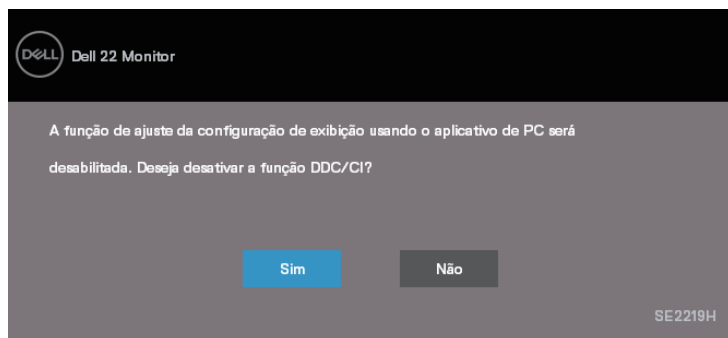 DELL
Dell 22 Monitor
A função de ajuste da configuração de exibição usando o aplicativo de PC será
desabilitada. Deseja desativar a função DDC/CI?
Sim Não
SE2219H